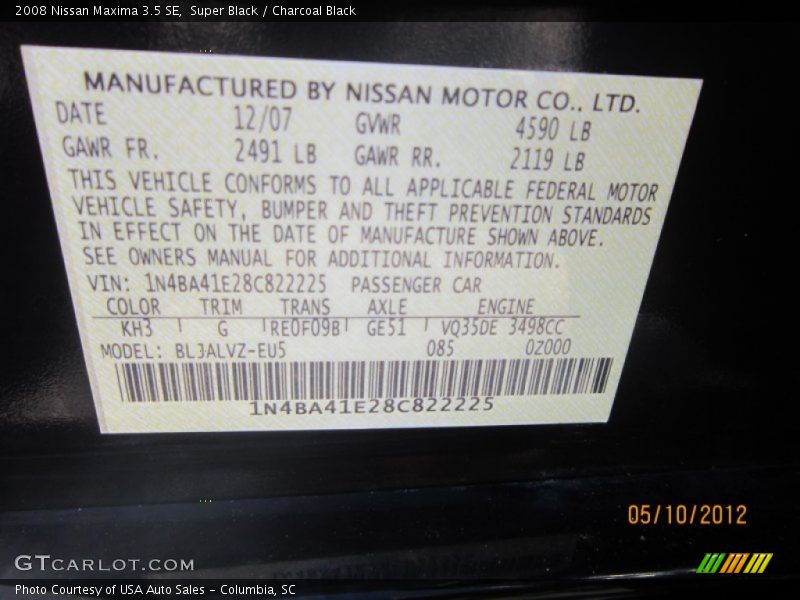 2008 Nissan Maxima 3.5 SE, Super Black / Charcoal Black
MANUFACTURED BY NISSAN MOTOR CO., LTD.
DATE 12/07 GVWR 4590 LB
GAWR FR. 2491 LB GAWR RR. 2119 LB
THIS VEHICLE CONFORMS TO ALL APPLICABLE FEDERAL MOTOR
VEHICLE SAFETY, BUMPER AND THEFT PREVENTION STANDARDS
IN EFFECT ON THE DATE OF MANUFACTURE SHOWN ABOVE.
SEE OWNERS MANUAL FOR ADDITIONAL INFORMATION.
VIN: 1N4BA41E28C822225 PASSENGER CAR
COLOR TRIM TRANS AXLE ENGINE
KH3 G RE0F09B GE51 VQ35DE 3498CC
MODEL: BL3ALVZ-EU5 085 0Z000
1N4BA41E28C822225
05/10/2012
GTCARLOT.COM
Photo Courtesy of USA Auto Sales - Columbia, SC